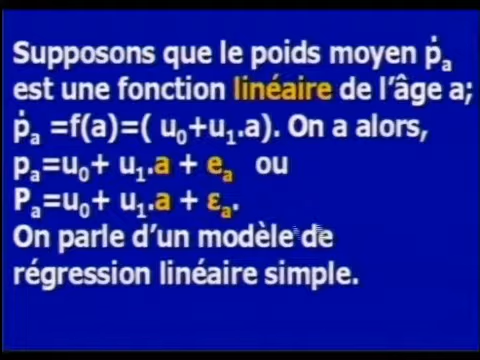 Supposons que le poids moyen ṗₐ
est une fonction linéaire de l'âge a;
ṗₐ =f(a)=( u₀+u₁.a). On a alors,
pₐ=u₀+ u₁.a + eₐ ou
Pₐ=u₀+ u₁.a + εₐ.
On parle d'un modèle de
régression linéaire simple.